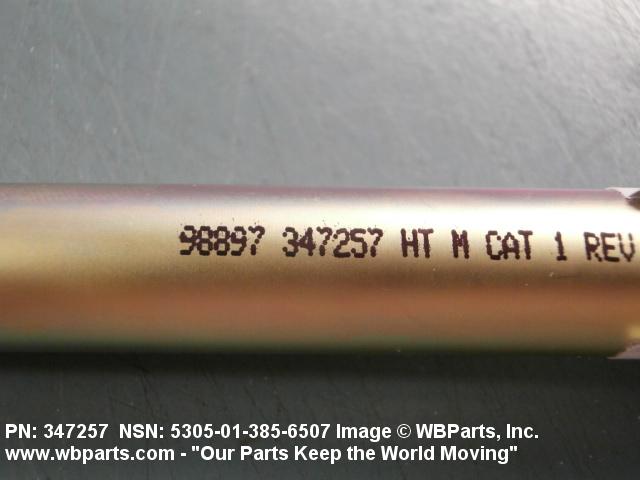 98897 347257 HT M CAT 1 REV
PN: 347257 NSN: 5305-01-385-6507 Image © WBParts, Inc.
www.wbparts.com - "Our Parts Keep the World Moving"